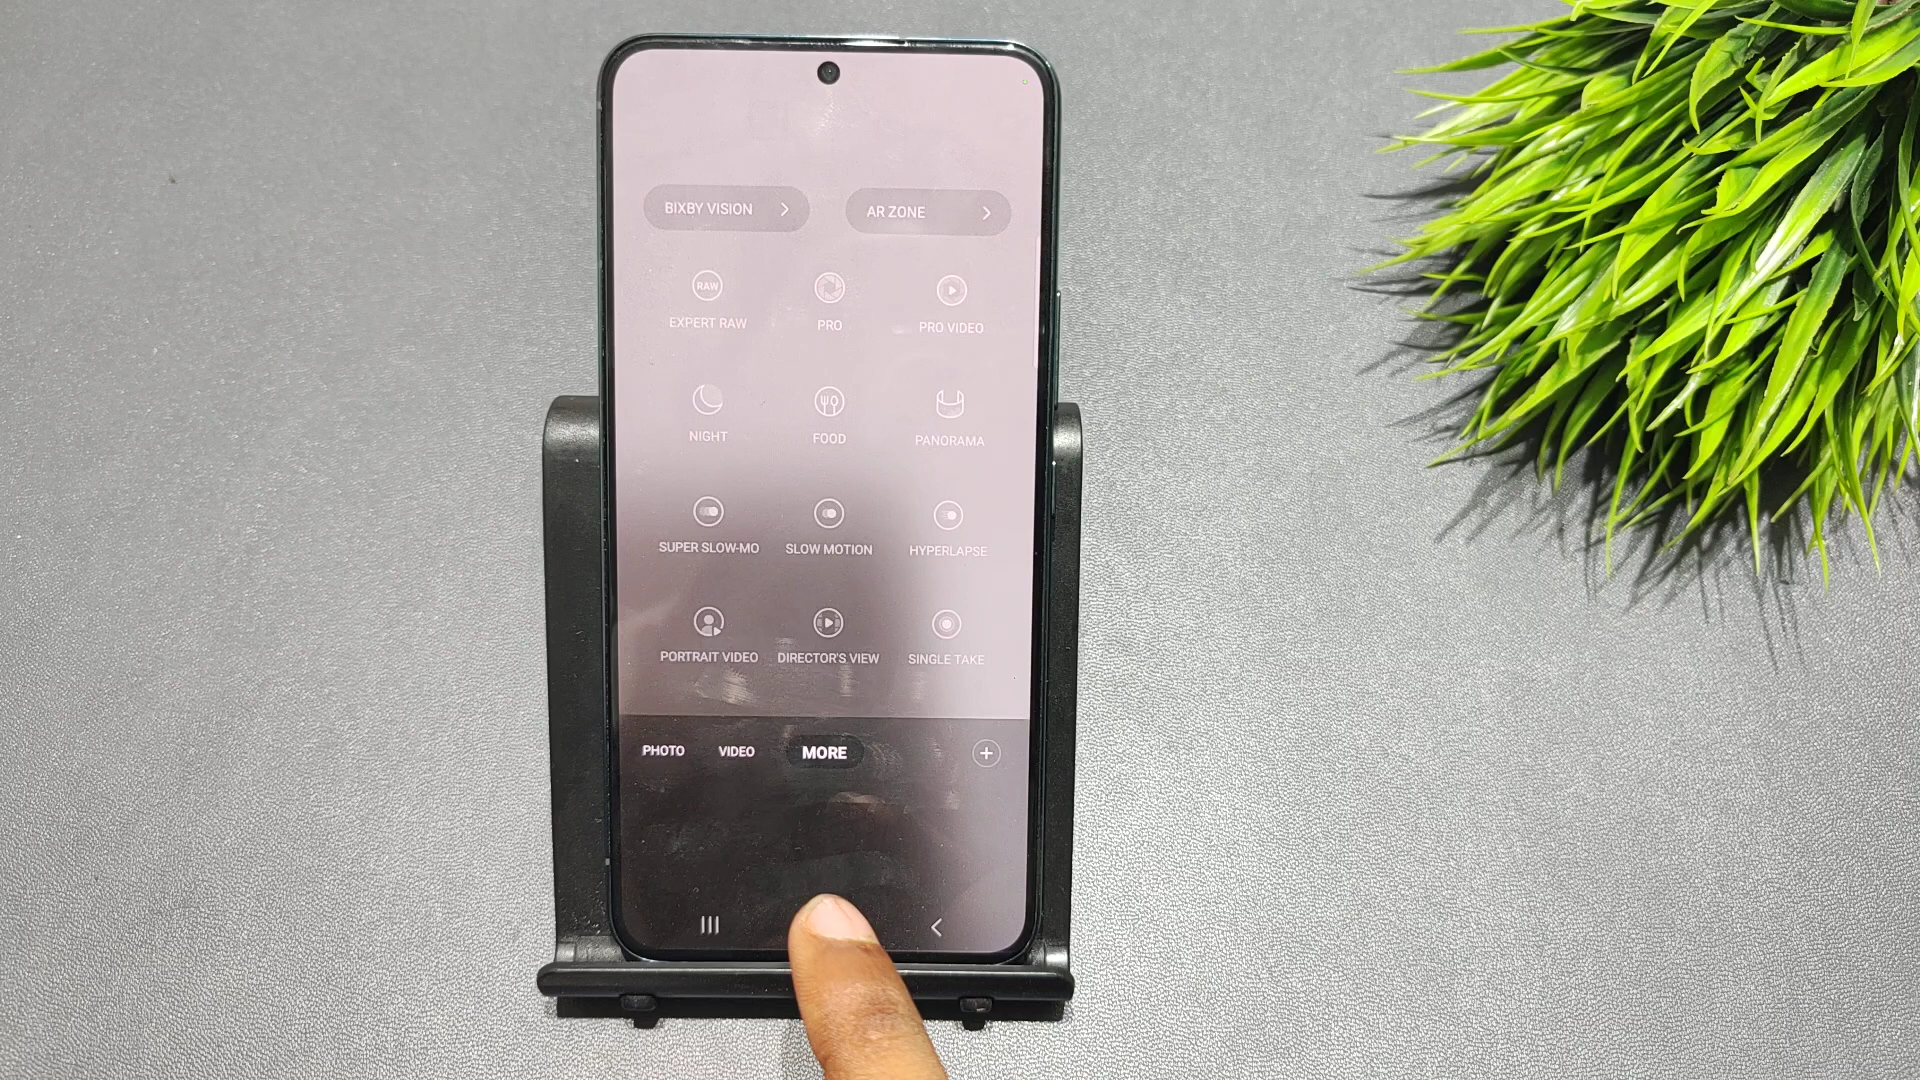 BIXBY VISION
AR ZONE
RAW
EXPERT RAW
PRO
PRO VIDEO
NIGHT
FOOD
PANORAMA
SUPER SLOW-MO
SLOW MOTION
HYPERLAPSE
PORTRAIT VIDEO
DIRECTOR'S VIEW
SINGLE TAKE
PHOTO
VIDEO
MORE